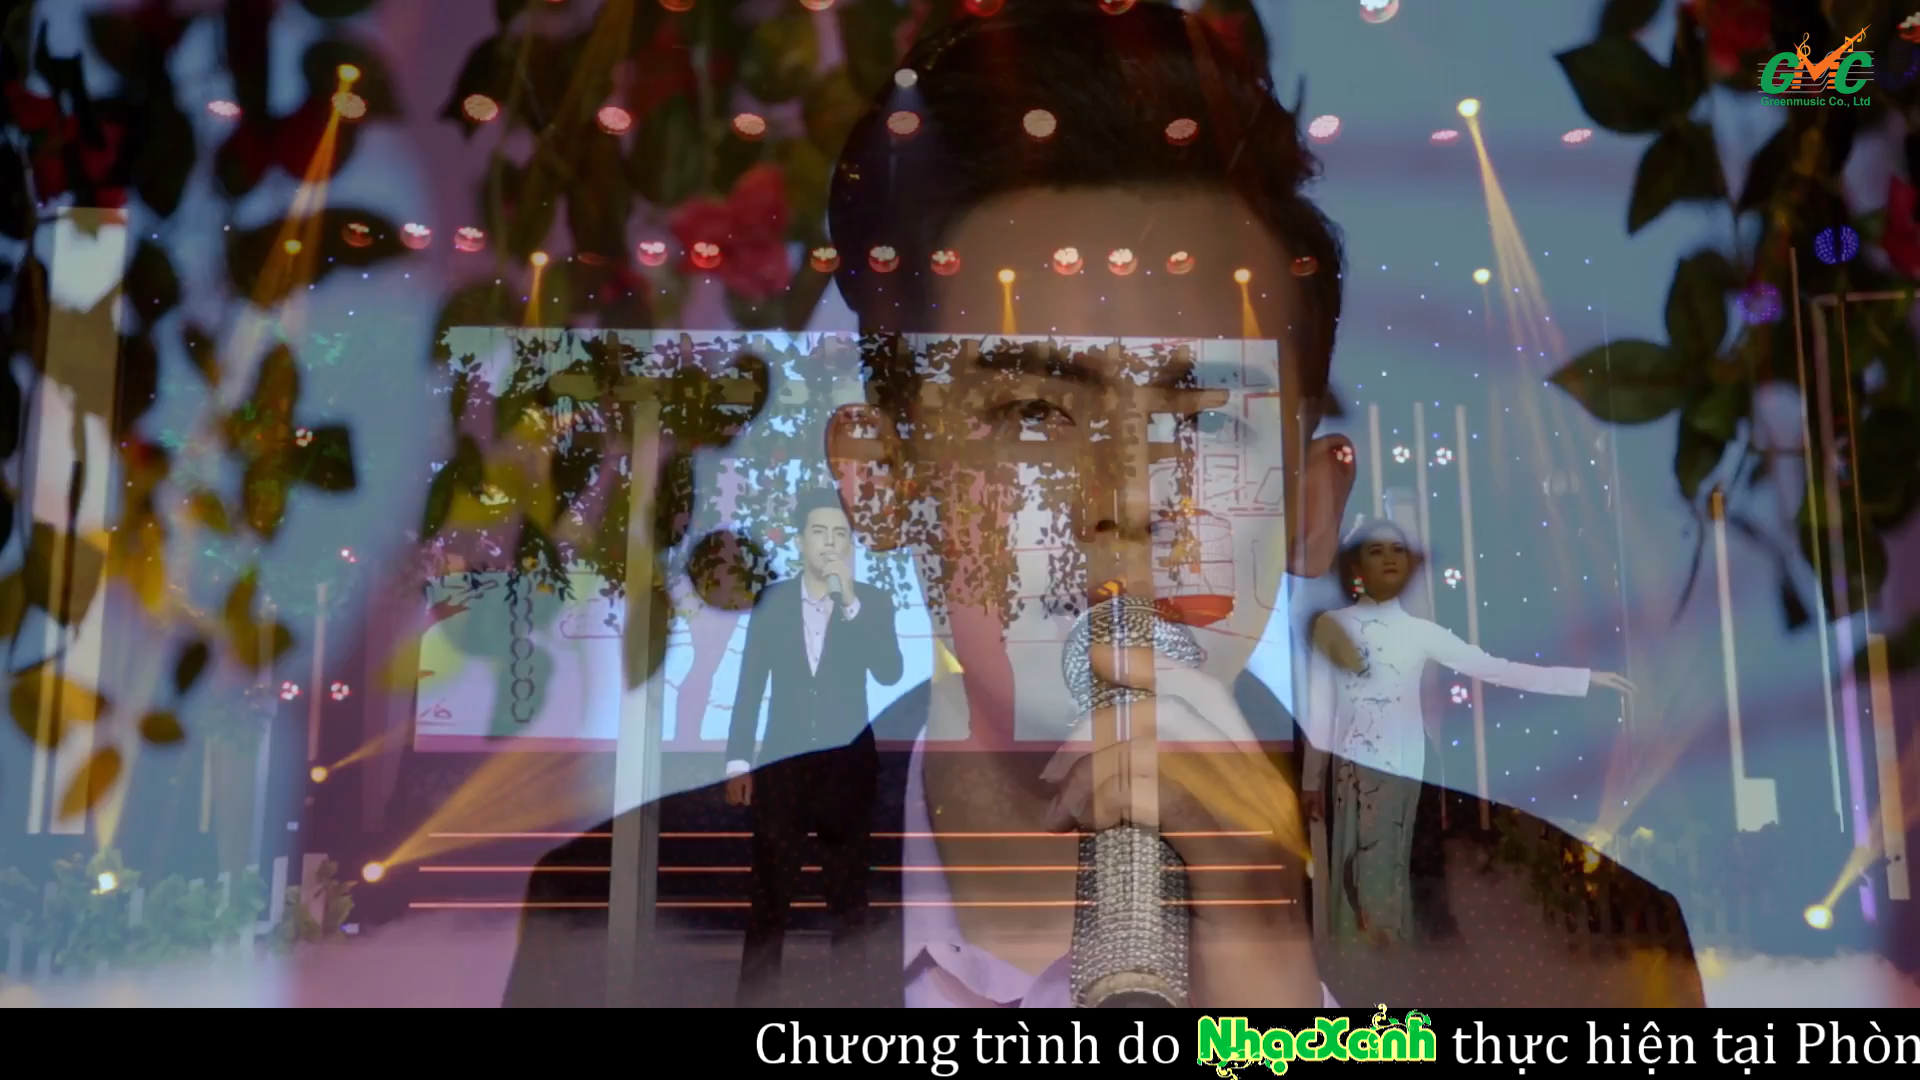 GMC
Greenmusic Co., Ltd
Chương trình do NhạcXanh thực hiện tại Phòn